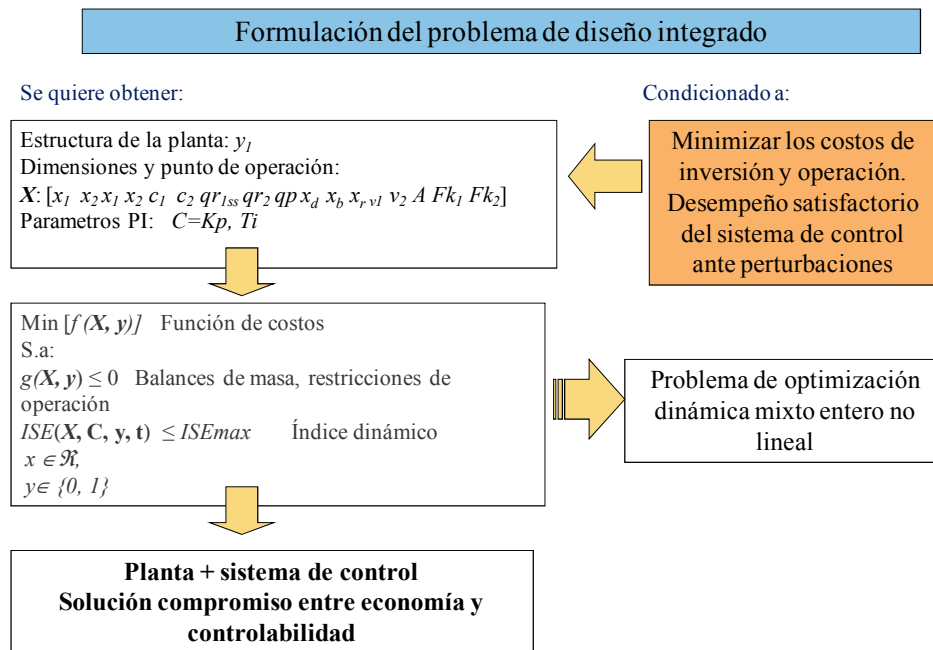 Formulación del problema de diseño integrado
Se quiere obtener:
Condicionado a:
Estructura de la planta: y1
Dimensiones y punto de operación:
X: [x1 x2 x1 x2 c1 c2 qr1ss qr2 qp xd xb xr v1 v2 A Fk1 Fk2]
Parametros PI: C=Kp, Ti
Minimizar los costos de
inversión y operación.
Desempeño satisfactorio
del sistema de control
ante perturbaciones
Min [f (X, y)] Función de costos
S.a:
g(X, y) ≤ 0 Balances de masa, restricciones de
operación
ISE(X, C, y, t) ≤ ISEmax Índice dinámico
x ∈ ℜ,
y∈ {0, 1}
Problema de optimización
dinámica mixto entero no
lineal
Planta + sistema de control
Solución compromiso entre economía y
controlabilidad